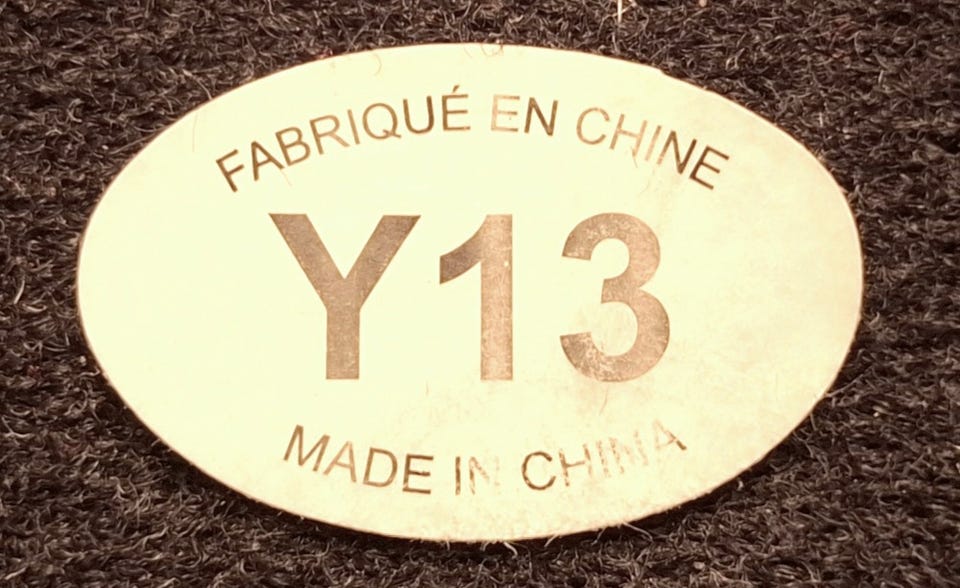 FABRIQUÉ EN CHINE
Y13
MADE IN CHINA